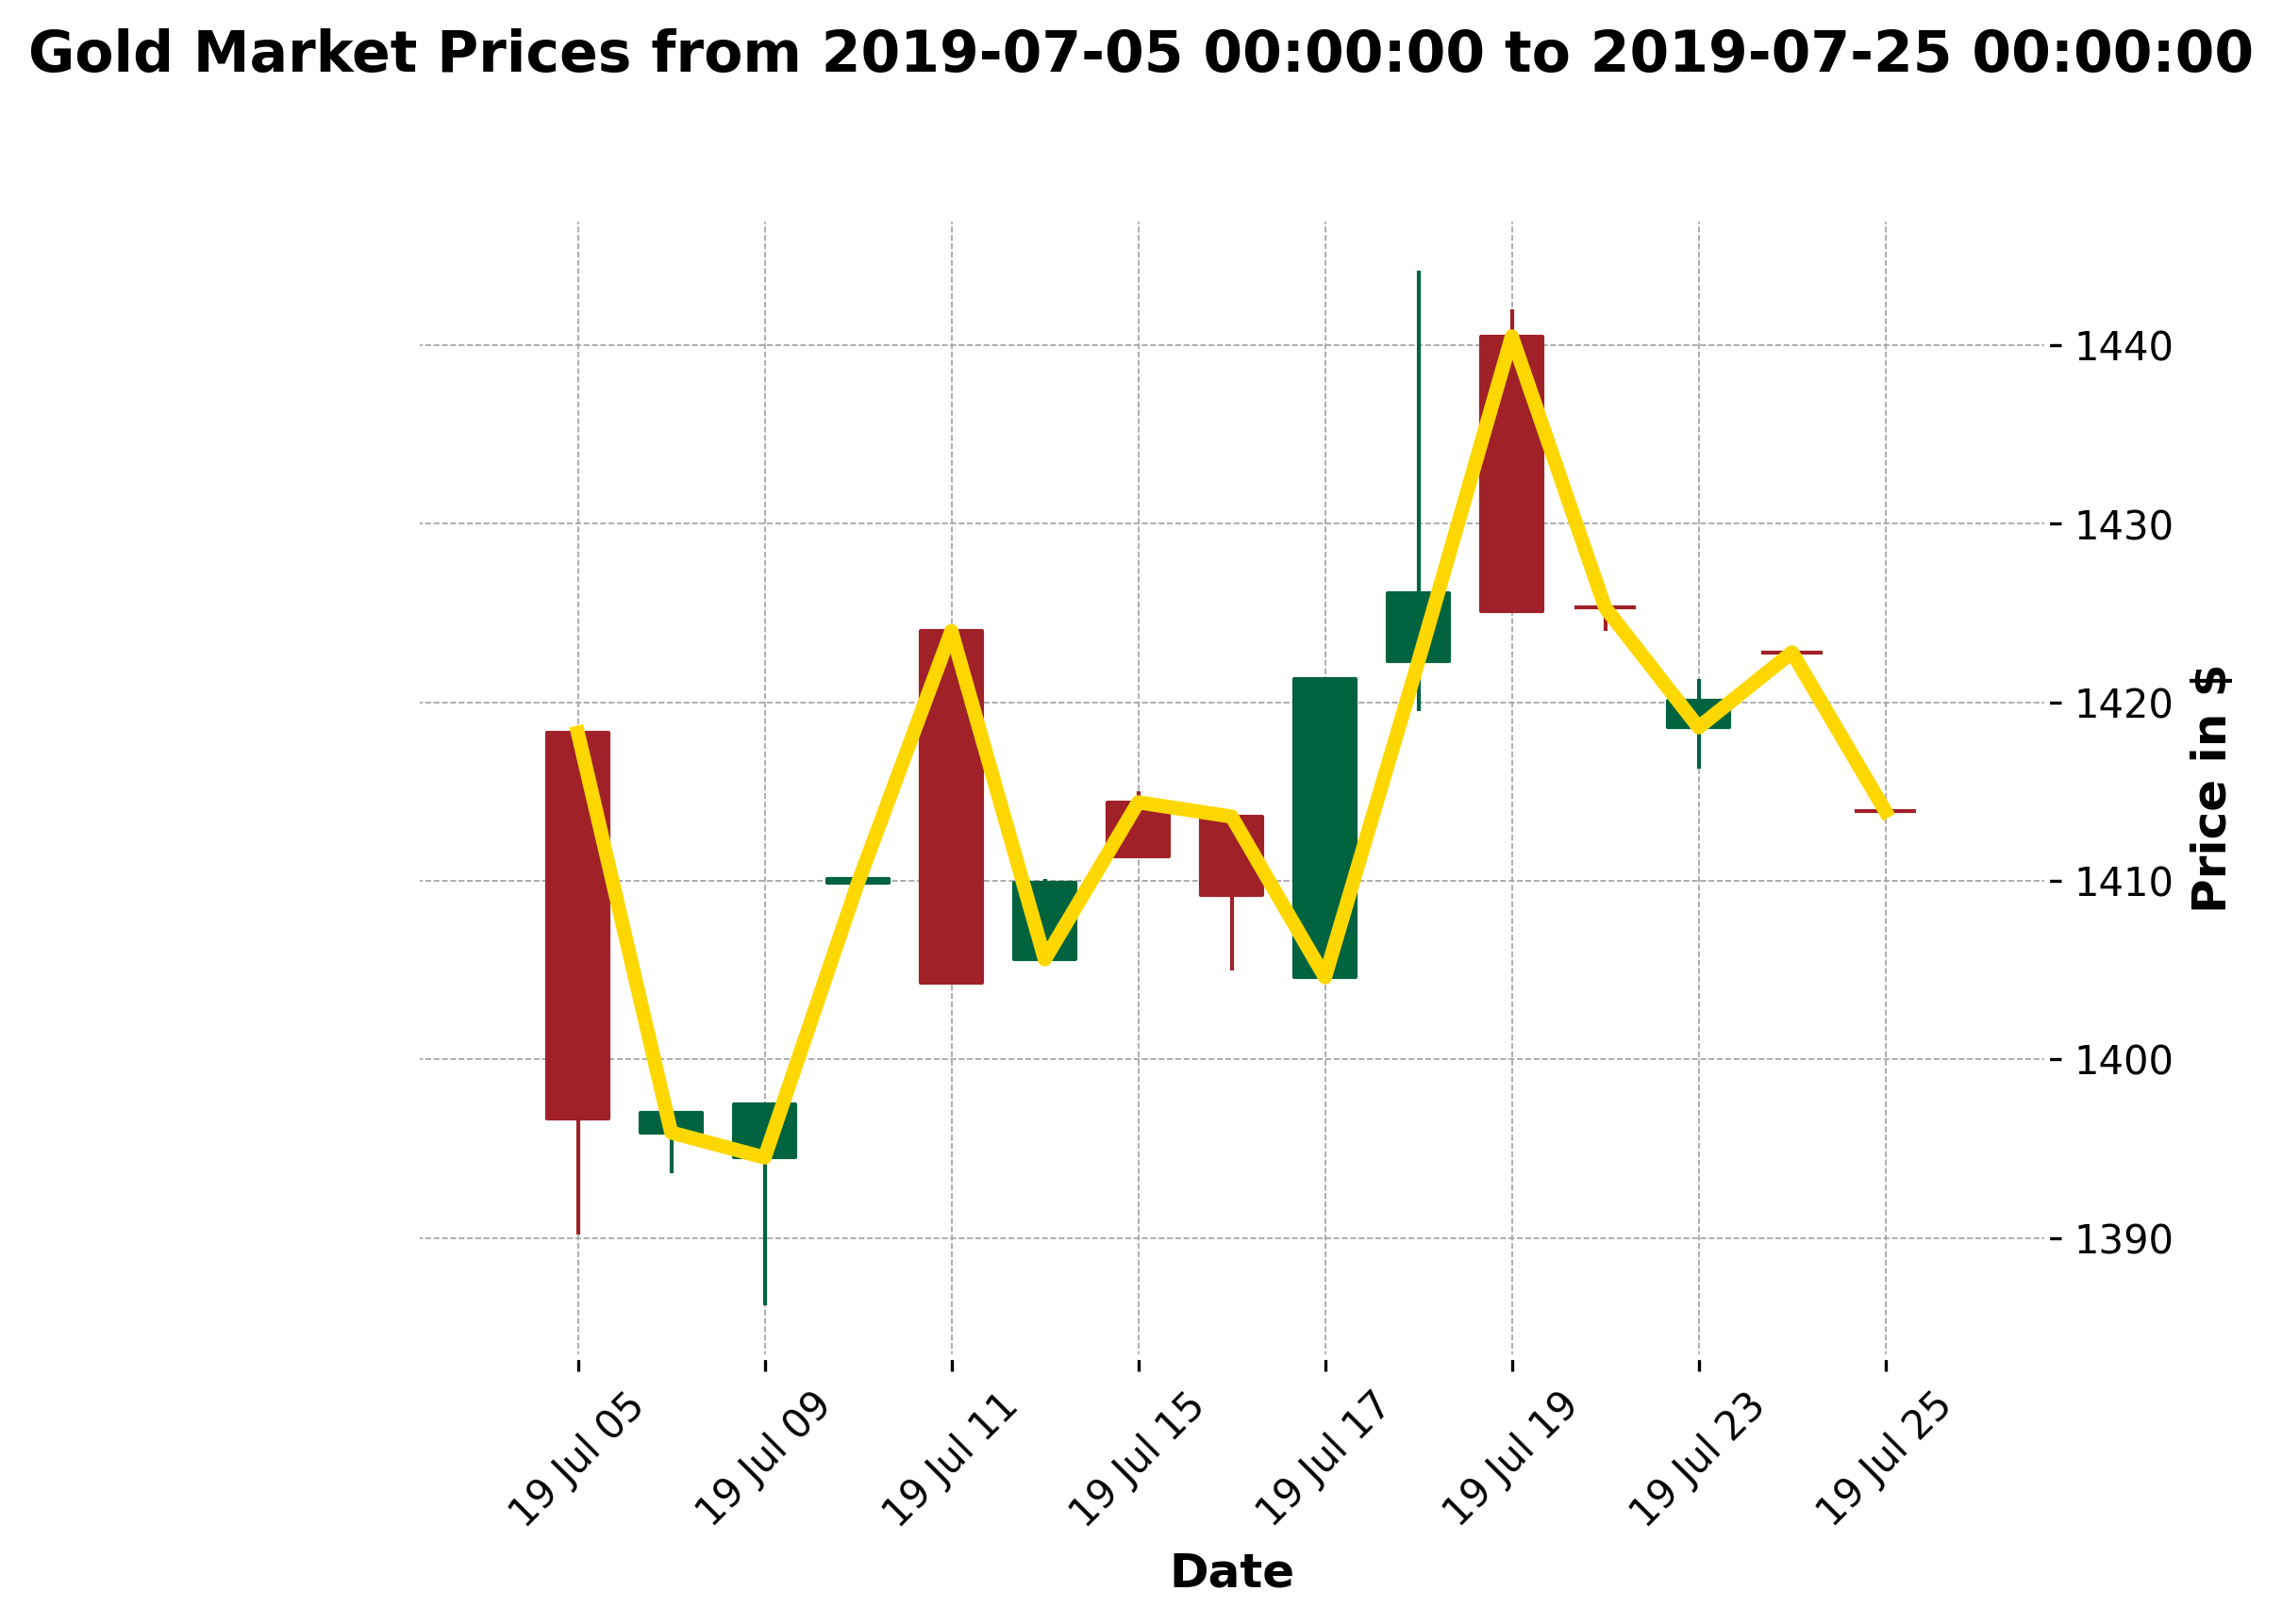 Gold Market Prices from 2019-07-05 00:00:00 to 2019-07-25 00:00:00
1440
1430
1420
1410
1400
1390
Price in $
19 Jul 05
19 Jul 09
19 Jul 11
19 Jul 15
19 Jul 17
19 Jul 19
19 Jul 23
19 Jul 25
Date